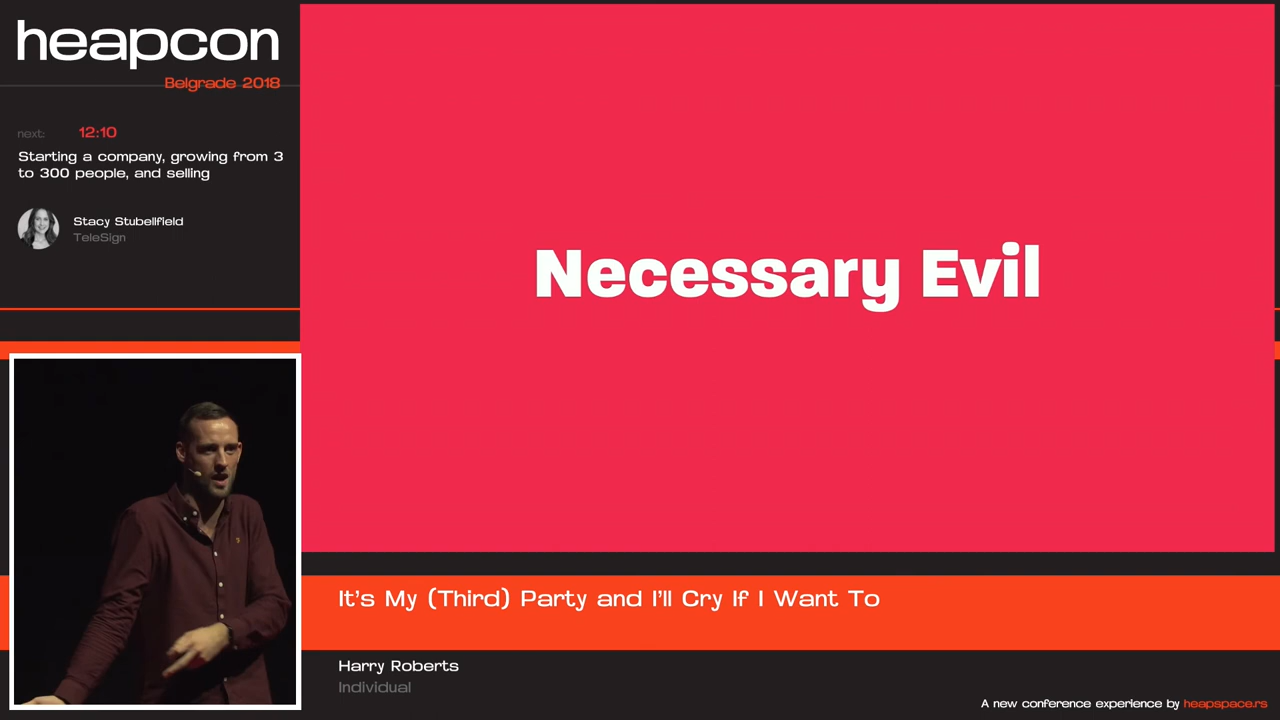 heapcon
Belgrade 2018
next: 12:10
Starting a company, growing from 3
to 300 people, and selling
Stacy Stubellfield
TeleSign
Necessary Evil
It's My (Third) Party and I'll Cry If I Want To
Harry Roberts
Individual
A new conference experience by heapspace.rs